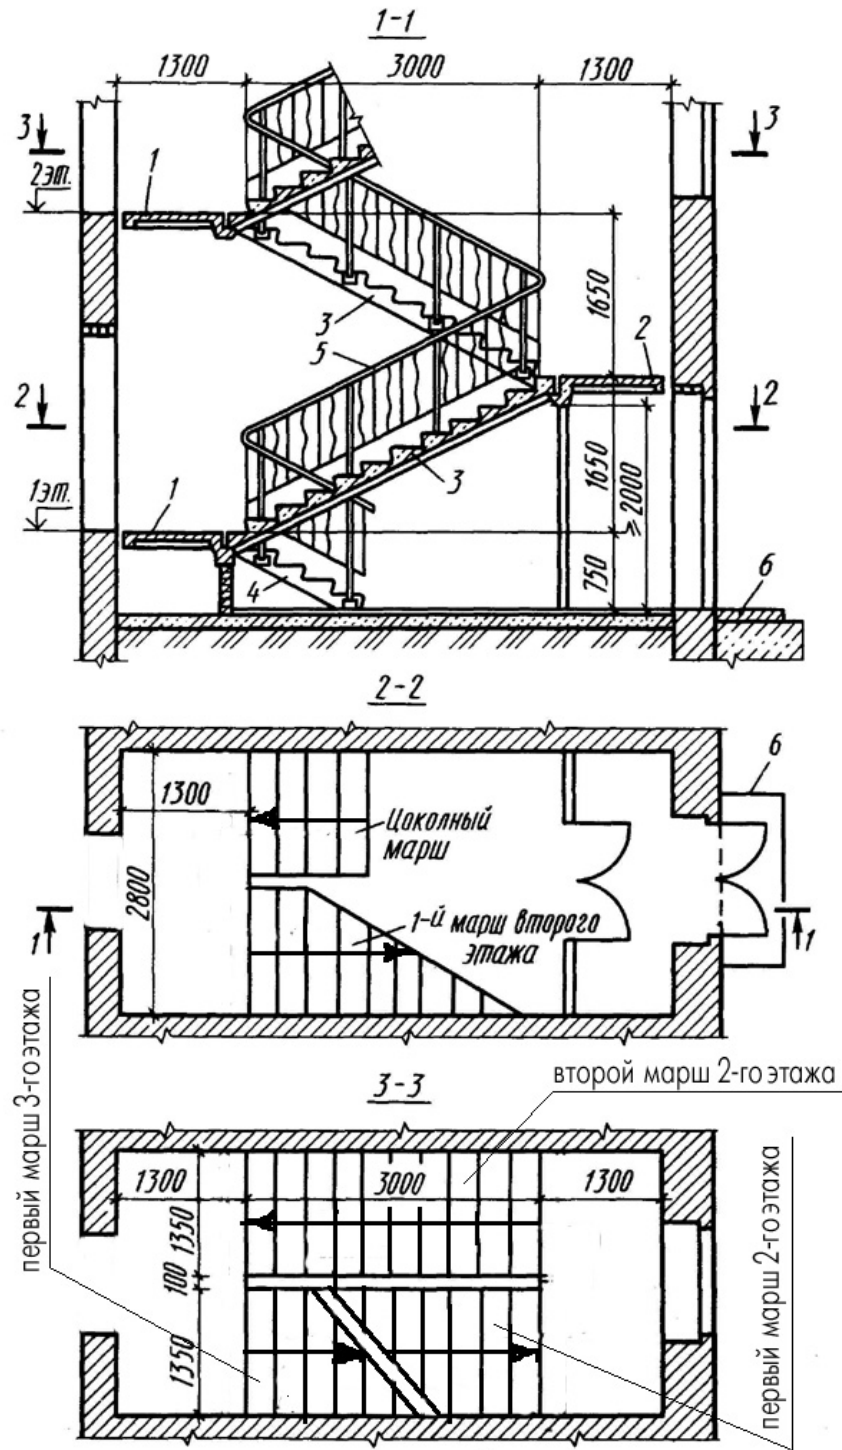 1-1
1300 3000 1300
3 3
1
2эт.
3
5
1650
2
2 2
1
1эт.
3
1650
≥2000
4
750
6
2-2
6
1300
Цокольный
марш
2800
1-й марш второго
этажа
1 1
3-3
второй марш 2-го этажа
первый марш 3-го этажа
1300 3000 1300
1350
100
1350
первый марш 2-го этажа